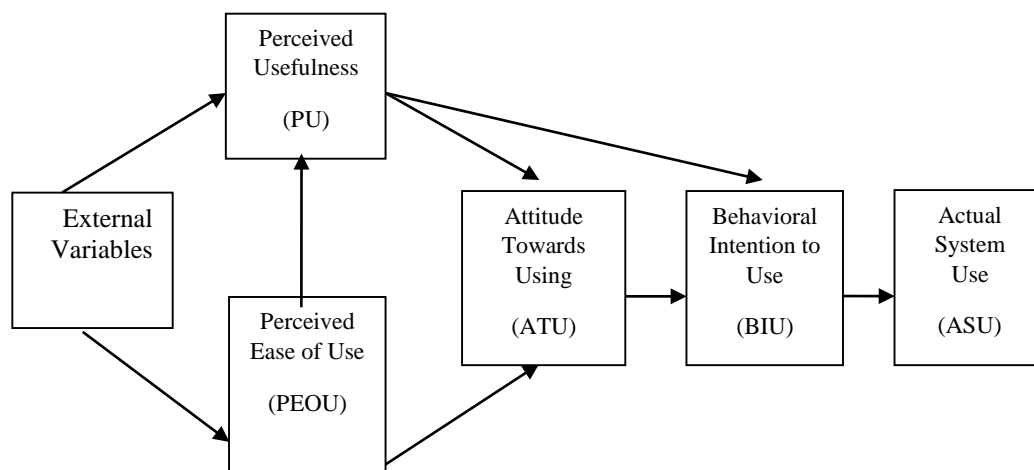 Perceived
Usefulness
(PU)
External
Variables
Perceived
Ease of Use
(PEOU)
Attitude
Towards
Using
(ATU)
Behavioral
Intention to
Use
(BIU)
Actual
System
Use
(ASU)